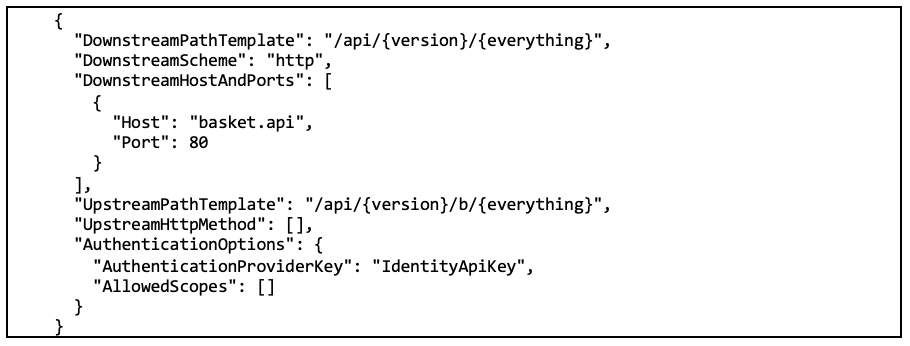 {
"DownstreamPathTemplate": "/api/{version}/{everything}",
"DownstreamScheme": "http",
"DownstreamHostAndPorts": [
{
"Host": "basket.api",
"Port": 80
}
],
"UpstreamPathTemplate": "/api/{version}/b/{everything}",
"UpstreamHttpMethod": [],
"AuthenticationOptions": {
"AuthenticationProviderKey": "IdentityApiKey",
"AllowedScopes": []
}
}